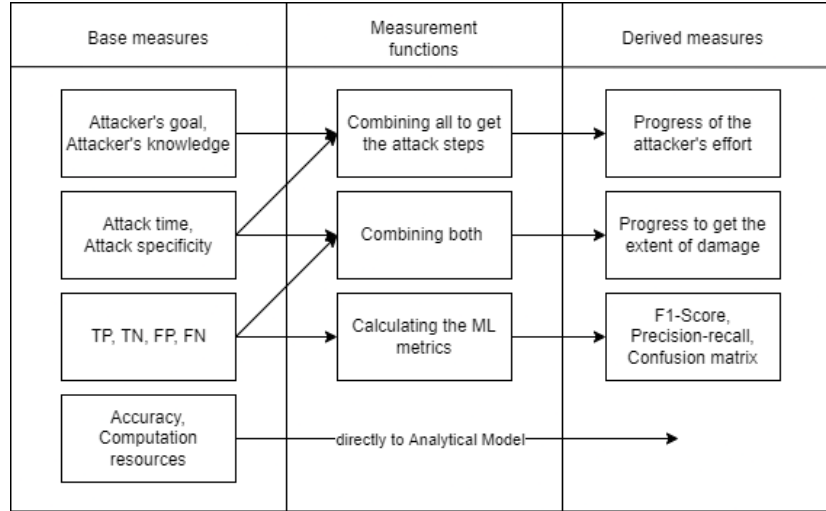 Base measures
Measurement
functions
Derived measures
Attacker's goal,
Attacker's knowledge
Combining all to get
the attack steps
Progress of the
attacker's effort
Attack time,
Attack specificity
Combining both
Progress to get the
extent of damage
TP, TN, FP, FN
Calculating the ML
metrics
F1-Score,
Precision-recall,
Confusion matrix
Accuracy,
Computation
resources
directly to Analytical Model